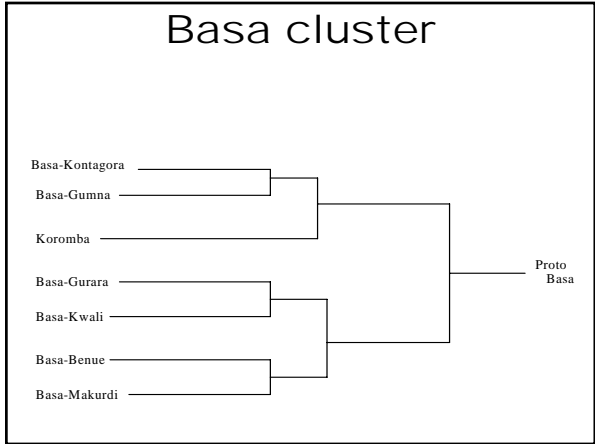 Basa cluster
Basa-Kontagora
Basa-Gumna
Koromba
Basa-Gurara
Basa-Kwali
Basa-Benue
Basa-Makurdi
Proto
Basa